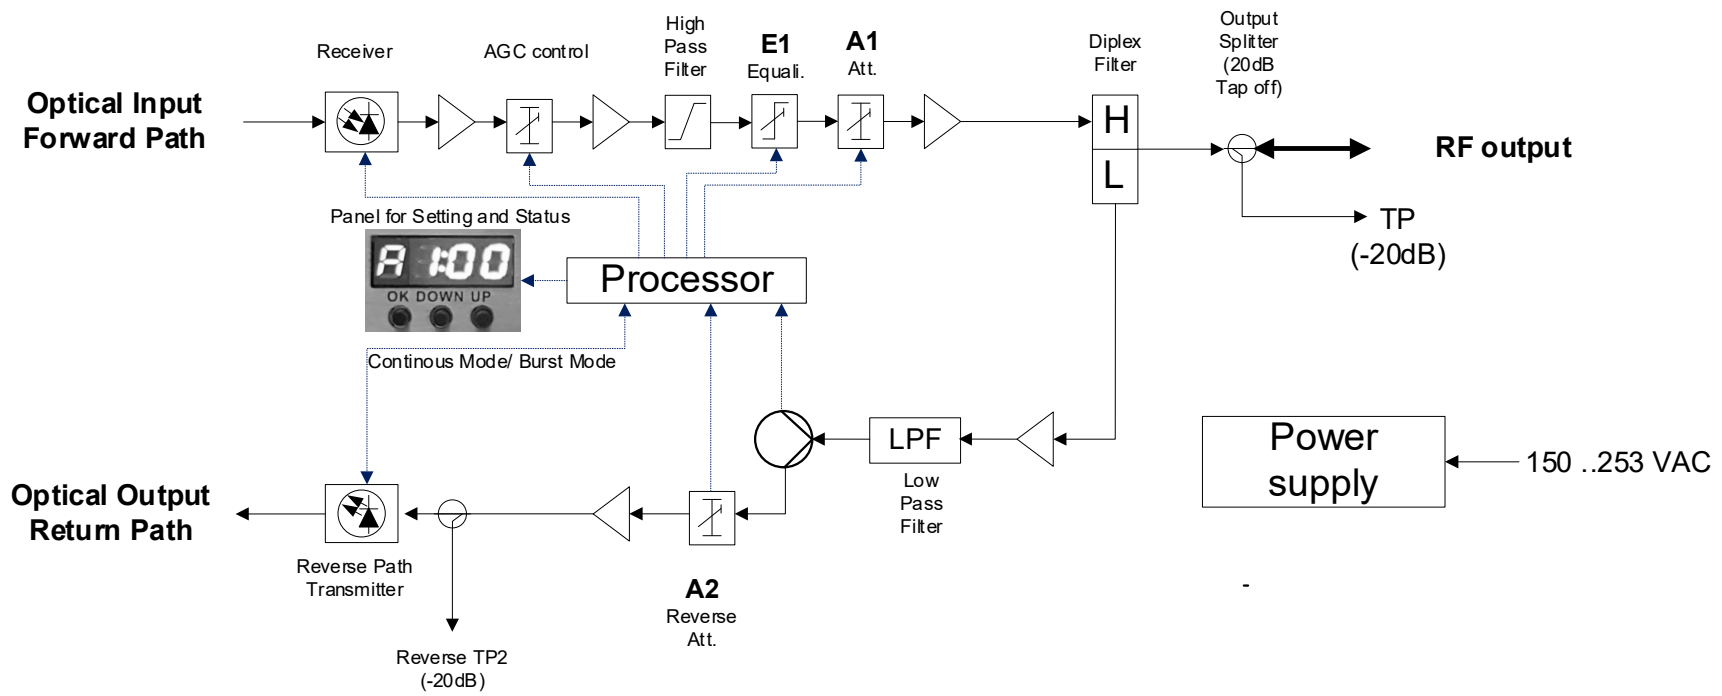 Receiver
AGC control
High
Pass
Filter
E1
Equali.
A1
Att.
Diplex
Filter
Output
Splitter
(20dB
Tap off)
Optical Input
Forward Path
H
L
RF output
TP
(-20dB)
Panel for Setting and Status
A 1:00
OK DOWN UP
Processor
Continous Mode/ Burst Mode
LPF
Low
Pass
Filter
Power
supply
150 ..253 VAC
Optical Output
Return Path
Reverse Path
Transmitter
A2
Reverse
Att.
Reverse TP2
(-20dB)
-